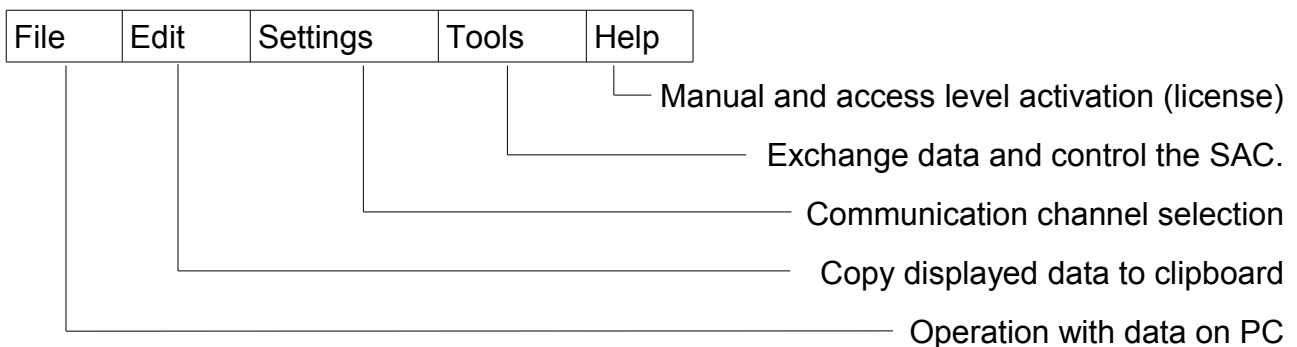 File Edit Settings Tools Help
Manual and access level activation (license)
Exchange data and control the SAC.
Communication channel selection
Copy displayed data to clipboard
Operation with data on PC